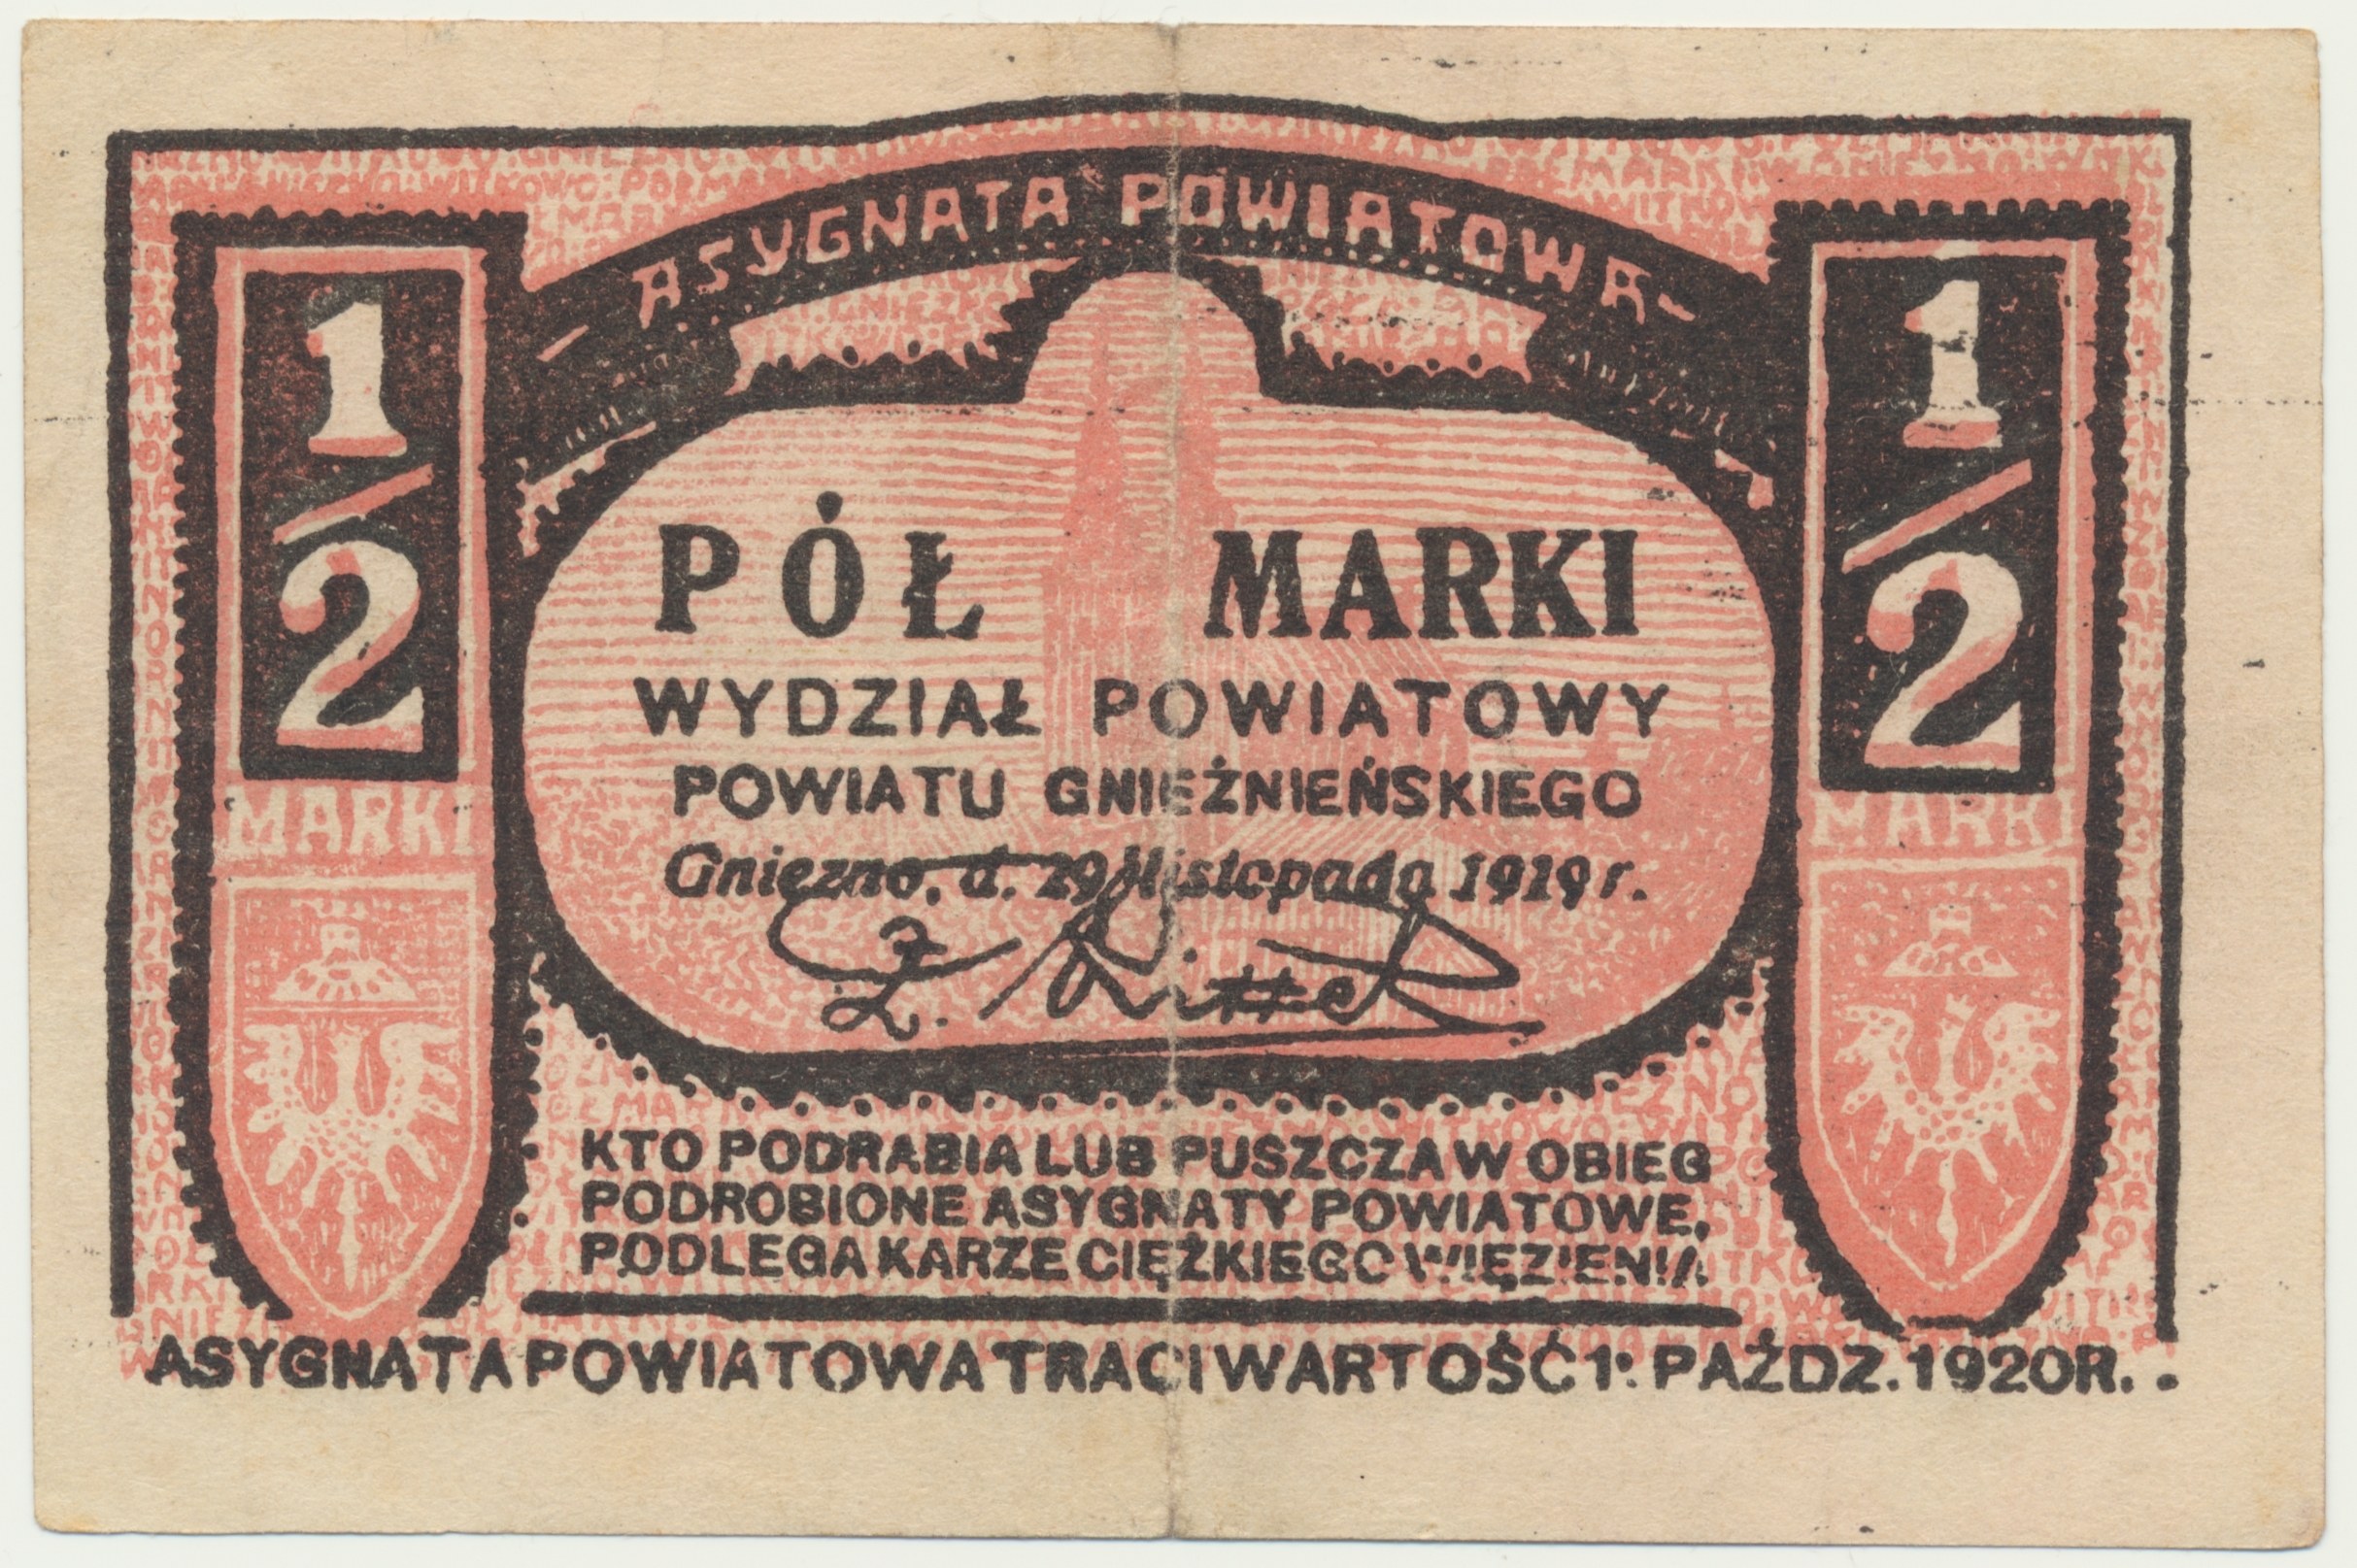 ASYGNATA POWIATOWA
1/2
MARKI
1/2
MARKI
PÓŁ MARKI
WYDZIAŁ POWIATOWY
POWIATU GNIEŹNIEŃSKIEGO
Gniezno, d. 29 listopada 1919 r.
KTO PODRABIA LUB PUSZCZA W OBIEG
PODROBIONE ASYGNATY POWIATOWE,
PODLEGA KARZE CIĘŻKIEGO WIĘZIENIA
ASYGNATA POWIATOWA TRACI WARTOŚĆ 1. PAŹDZ. 1920R.